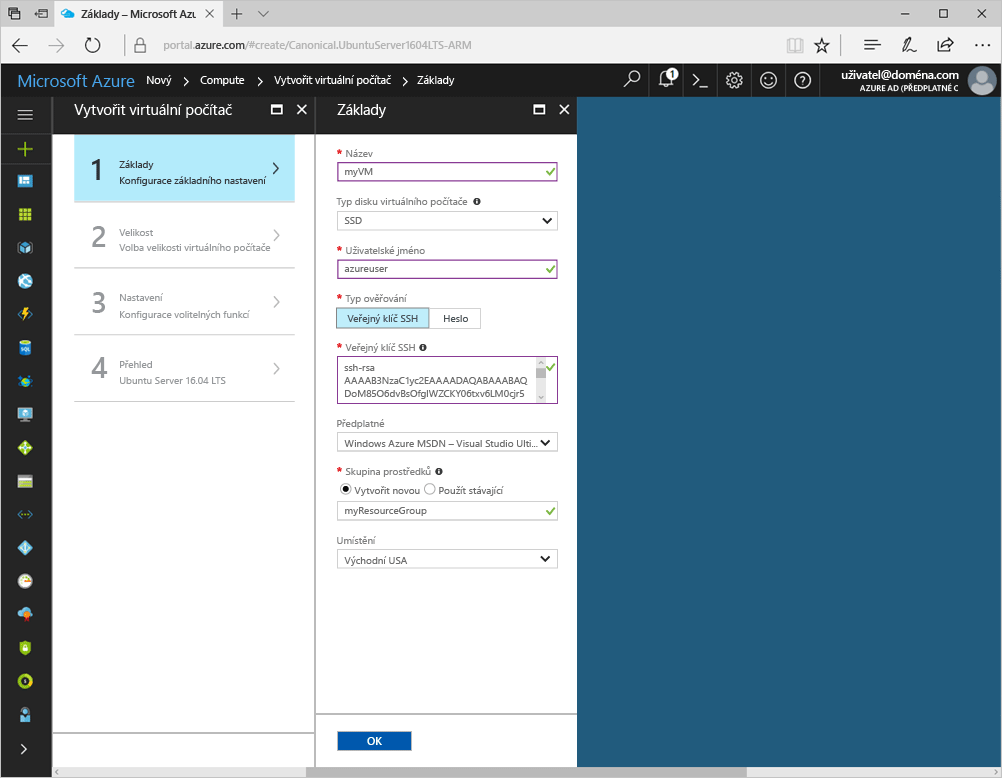 Základy – Microsoft Azu
portal.azure.com/#create/Canonical.UbuntuServer1604LTS-ARM
Microsoft Azure Nový Compute Vytvořit virtuální počítač Základy
1
uživatel@doména.com
AZURE AD (PŘEDPLATNÉ C
Vytvořit virtuální počítač
1
Základy
Konfigurace základního nastavení
2
Velikost
Volba velikosti virtuálního počítače
3
Nastavení
Konfigurace volitelných funkcí
4
Přehled
Ubuntu Server 16.04 LTS
Základy
* Název
myVM
Typ disku virtuálního počítače
SSD
* Uživatelské jméno
azureuser
* Typ ověřování
Veřejný klíč SSH Heslo
* Veřejný klíč SSH
ssh-rsa
AAAAB3NzaC1yc2EAAAADAQABAAABAQ
DoM85O6dvBsOfgIWZCKY06txv6LM0cjr5
Předplatné
Windows Azure MSDN – Visual Studio Ulti...
* Skupina prostředků
Vytvořit novou Použít stávající
myResourceGroup
Umístění
Východní USA
OK